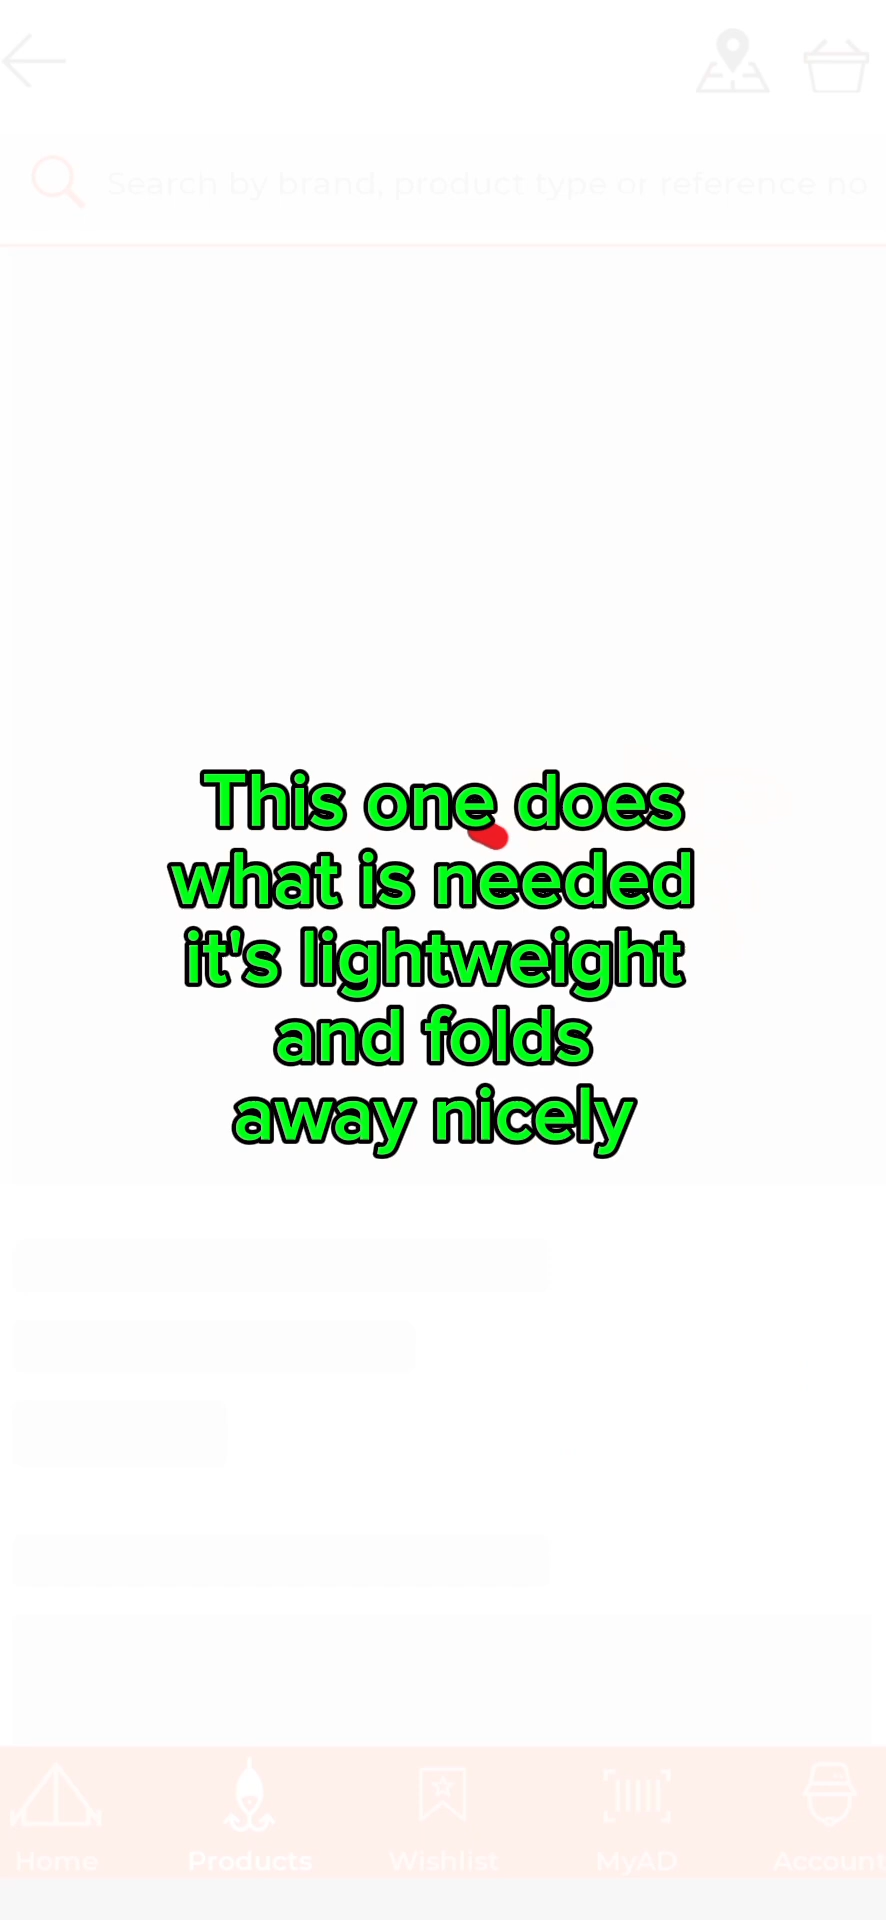 Search by brand, product type or reference no
This one does
what is needed
it's lightweight
and folds
away nicely
Home
Products
Wishlist
MyAD
Account